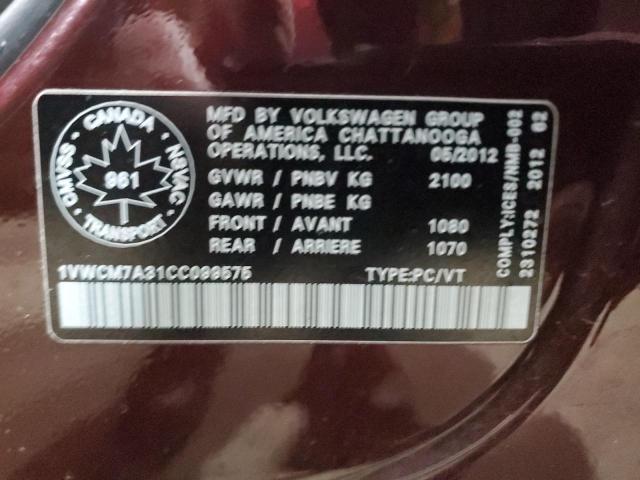 CANADA
CMVSS
NSVAC
961
TRANSPORT
MFD BY VOLKSWAGEN GROUP
OF AMERICA CHATTANOOGA
OPERATIONS, LLC. 05/2012
GVWR / PNBV KG 2100
GAWR / PNBE KG
FRONT / AVANT 1080
REAR / ARRIERE 1070
1VWCM7A31CC099575 TYPE:PC/VT
COMPLY:ICES/NMB-002
2310272 2012 02